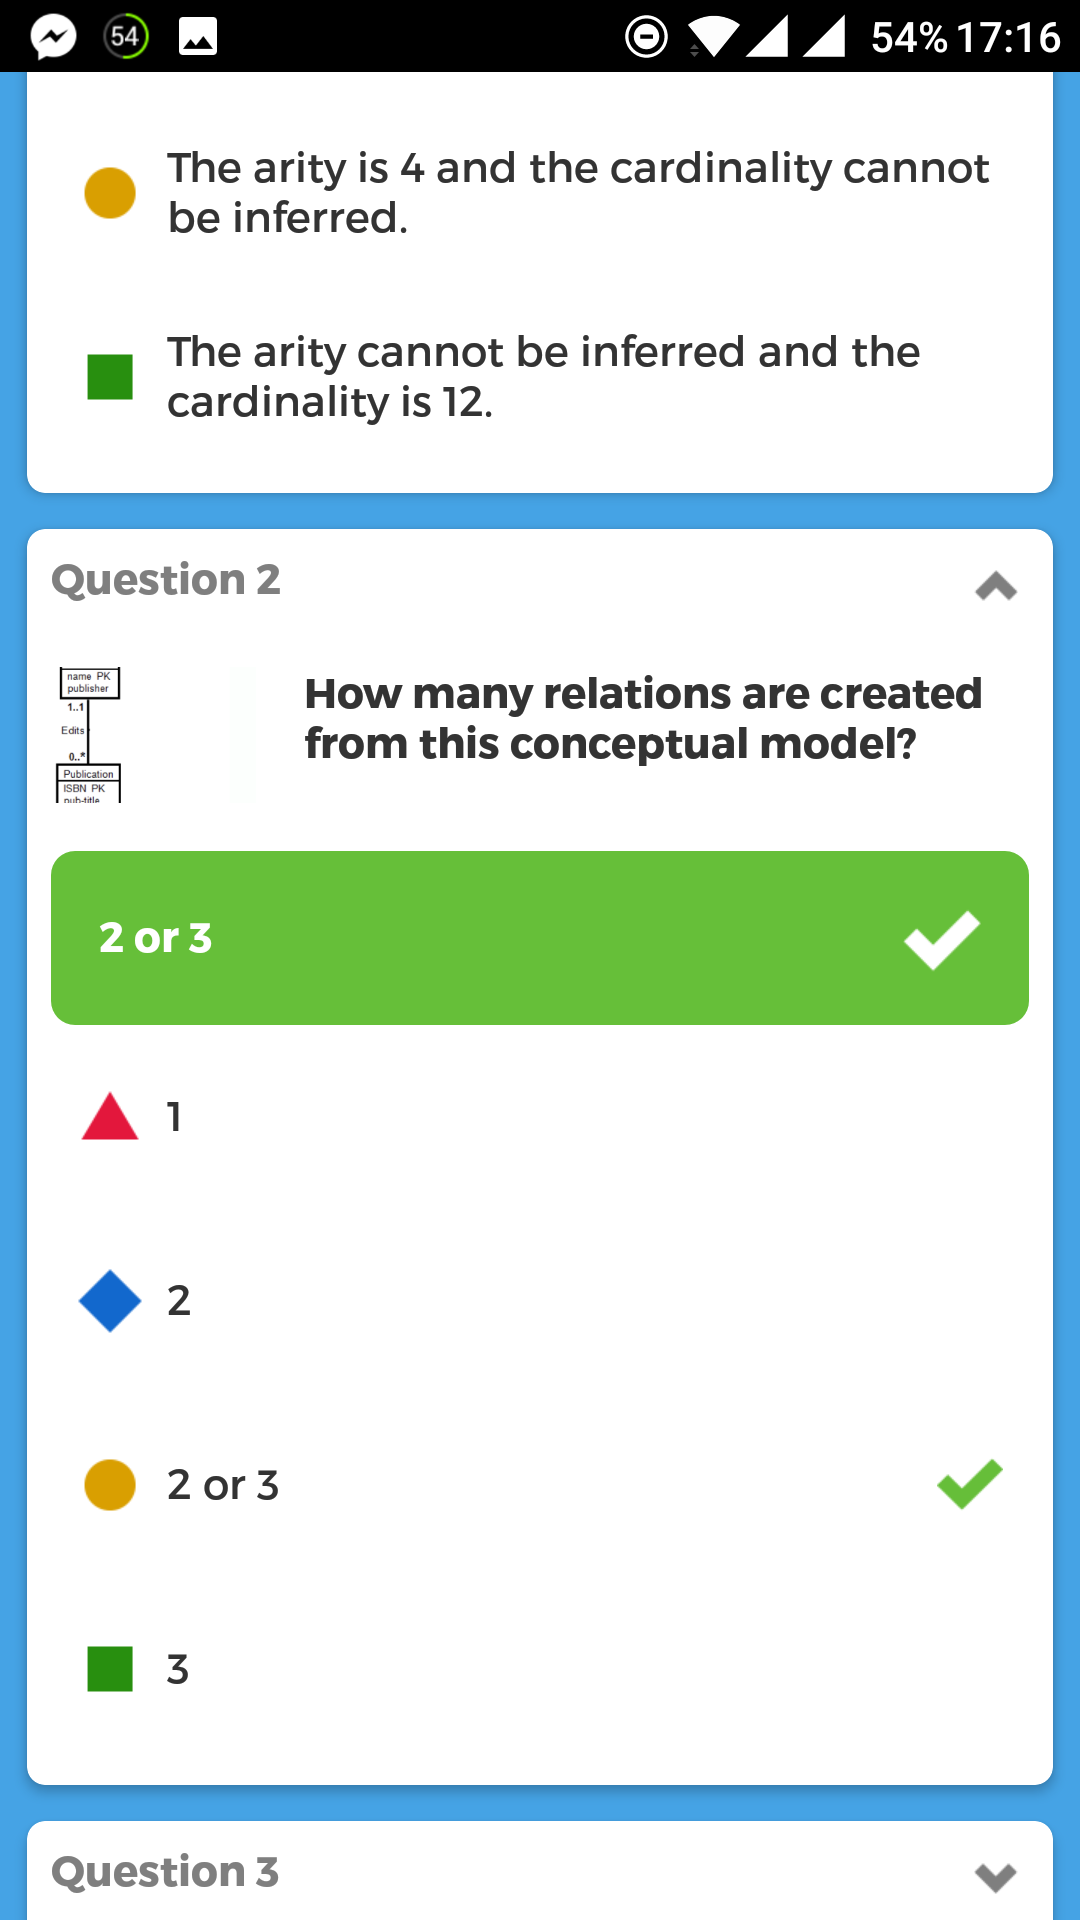 54
54% 17:16
The arity is 4 and the cardinality cannot
be inferred.
The arity cannot be inferred and the
cardinality is 12.
Question 2
name PK
publisher
1..1
Edits
0..*
Publication
ISBN PK
pub-title
How many relations are created
from this conceptual model?
2 or 3
1
2
2 or 3
3
Question 3